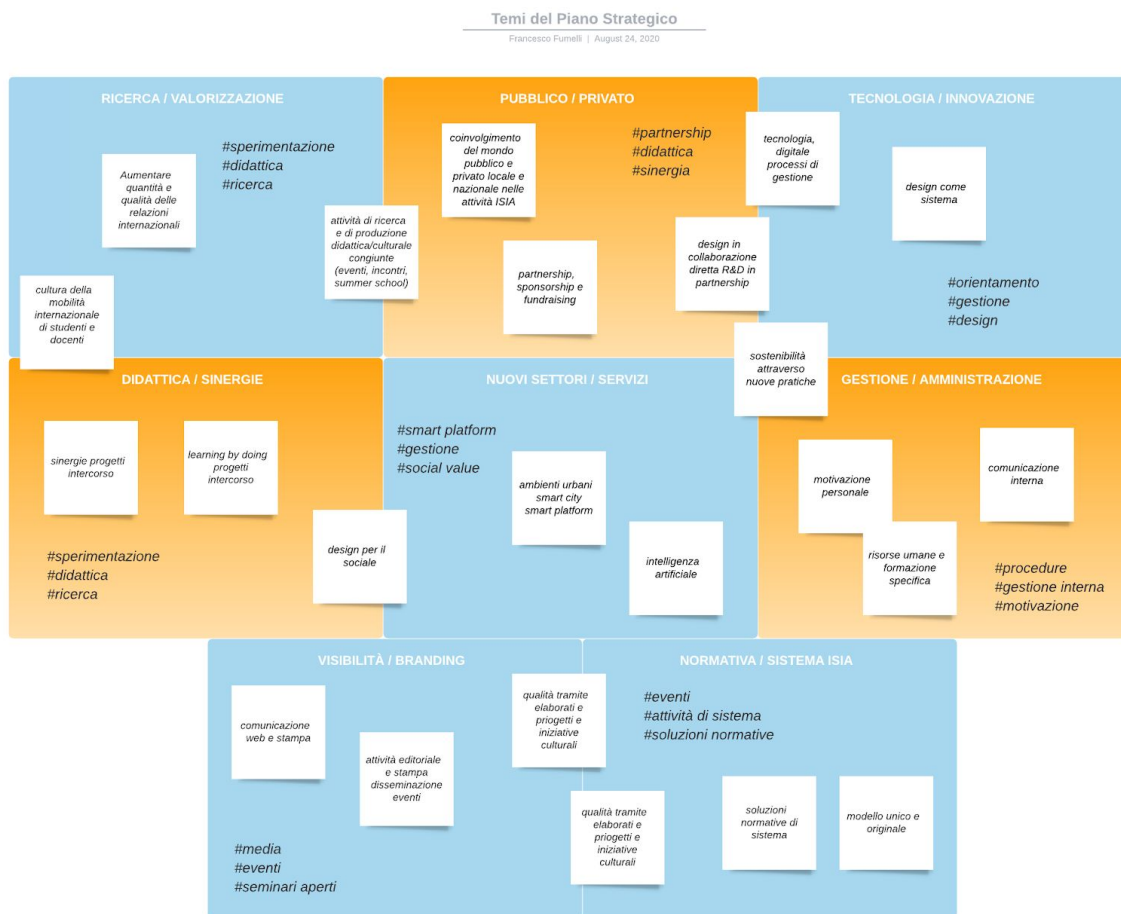 Temi del Piano Strategico
Francesco Fumelli | August 24, 2020
RICERCA / VALORIZZAZIONE
#sperimentazione
#didattica
#ricerca
Aumentare
quantità e
qualità delle
relazioni
internazionali
cultura della
mobilità
internazionale
di studenti e
docenti
attività di ricerca
e di produzione
didattica/culturale
congiunte
(eventi, incontri,
summer school)
PUBBLICO / PRIVATO
coinvolgimento
del mondo
pubblico e
privato locale e
nazionale nelle
attività ISIA
#partnership
#didattica
#sinergia
partnership,
sponsorship e
fundraising
design in
collaborazione
diretta R&D in
partnership
TECNOLOGIA / INNOVAZIONE
tecnologia,
digitale
processi di
gestione
design come
sistema
#orientamento
#gestione
#design
sostenibilità
attraverso
nuove pratiche
DIDATTICA / SINERGIE
sinergie progetti
intercorso
learning by doing
progetti
intercorso
#sperimentazione
#didattica
#ricerca
design per il
sociale
NUOVI SETTORI / SERVIZI
#smart platform
#gestione
#social value
ambienti urbani
smart city
smart platform
intelligenza
artificiale
GESTIONE / AMMINISTRAZIONE
motivazione
personale
comunicazione
interna
risorse umane e
formazione
specifica
#procedure
#gestione interna
#motivazione
VISIBILITÀ / BRANDING
comunicazione
web e stampa
attività editoriale
e stampa
disseminazione
eventi
#media
#eventi
#seminari aperti
qualità tramite
elaborati e
priogetti e
iniziative
culturali
NORMATIVA / SISTEMA ISIA
#eventi
#attività di sistema
#soluzioni normative
qualità tramite
elaborati e
priogetti e
iniziative
culturali
soluzioni
normative di
sistema
modello unico e
originale